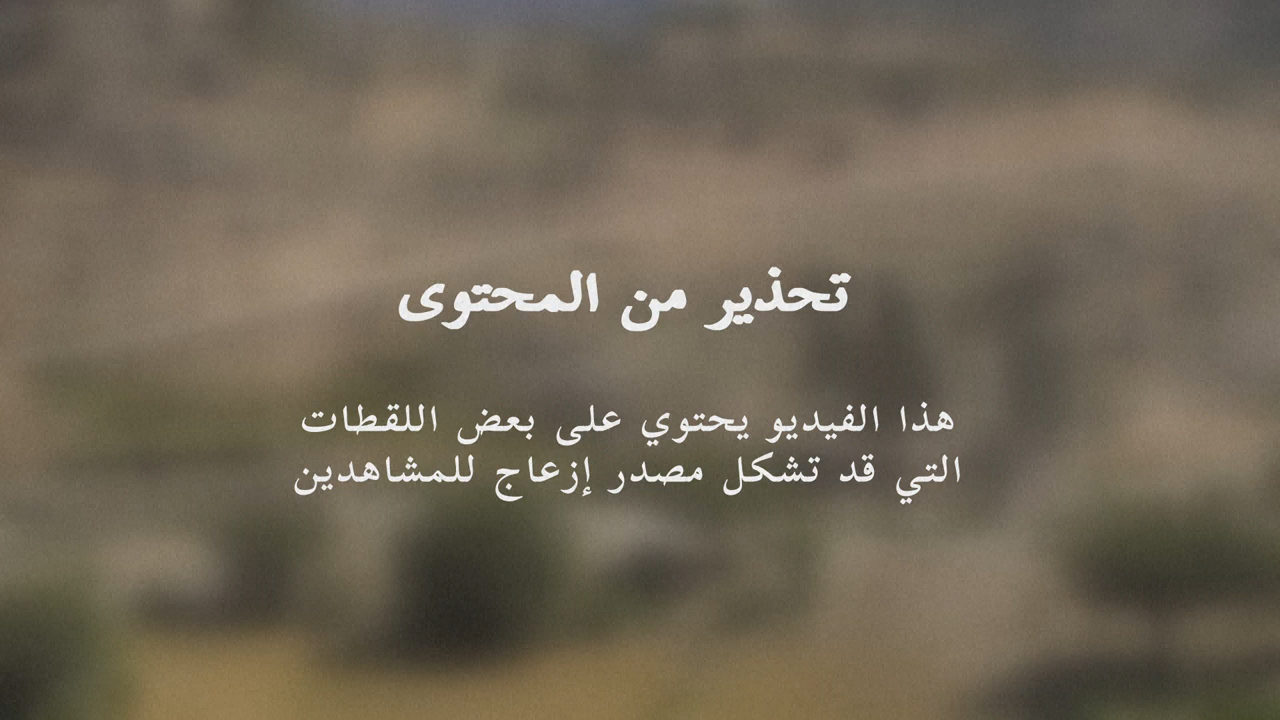 تحذير من المحتوى
هذا الفيديو يحتوي على بعض اللقطات
التي قد تشكل مصدر إزعاج للمشاهدين